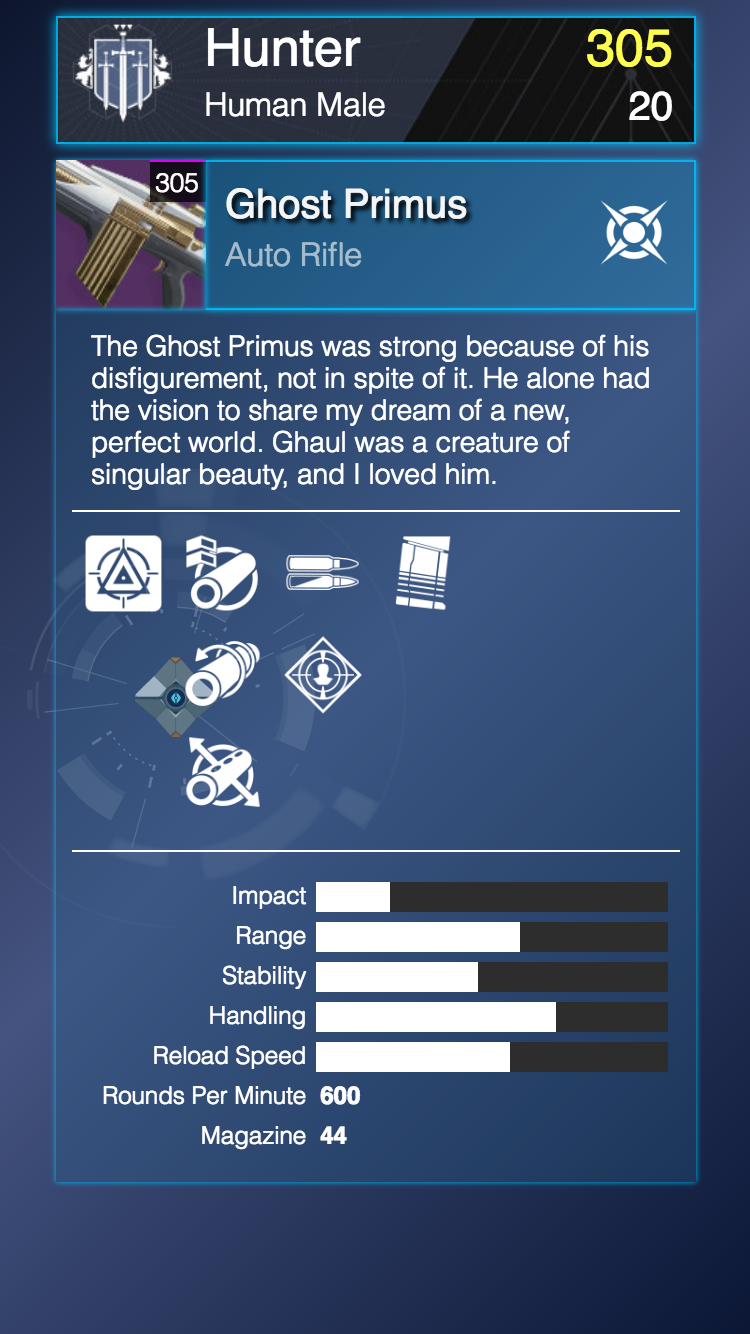 Hunter
305
Human Male
20
305
Ghost Primus
Auto Rifle
The Ghost Primus was strong because of his
disfigurement, not in spite of it. He alone had
the vision to share my dream of a new,
perfect world. Ghaul was a creature of
singular beauty, and I loved him.
Impact
Range
Stability
Handling
Reload Speed
Rounds Per Minute 600
Magazine 44